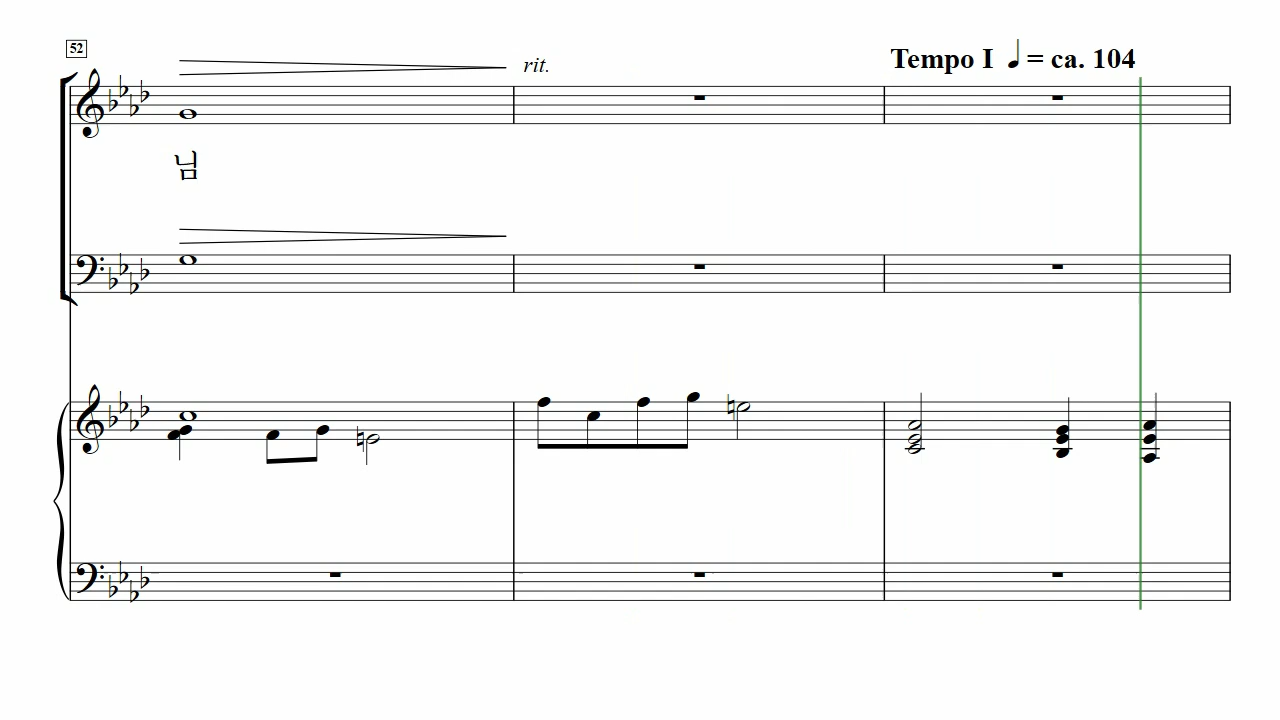 52
rit.
Tempo I ♩ = ca. 104
님